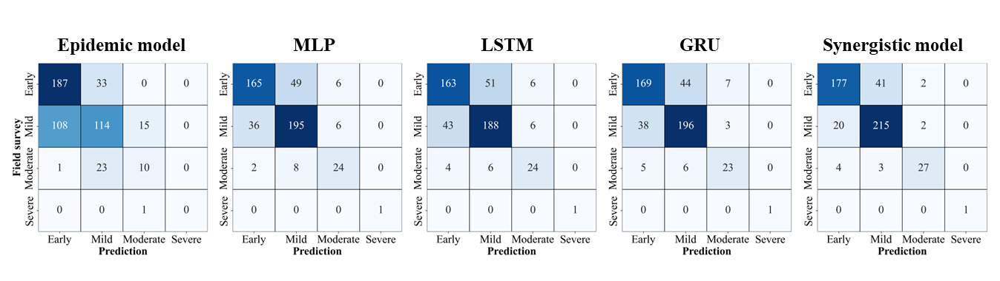 Epidemic model MLP LSTM GRU Synergistic model
Field survey
Early 187 33 0 0
Mild 108 114 15 0
Moderate 1 23 10 0
Severe 0 0 1 0
Early Mild Moderate Severe
Prediction
Early 165 49 6 0
Mild 36 195 6 0
Moderate 2 8 24 0
Severe 0 0 0 1
Early Mild Moderate Severe
Prediction
Early 163 51 6 0
Mild 43 188 6 0
Moderate 4 6 24 0
Severe 0 0 0 1
Early Mild Moderate Severe
Prediction
Early 169 44 7 0
Mild 38 196 3 0
Moderate 5 6 23 0
Severe 0 0 0 1
Early Mild Moderate Severe
Prediction
Early 177 41 2 0
Mild 20 215 2 0
Moderate 4 3 27 0
Severe 0 0 0 1
Early Mild Moderate Severe
Prediction